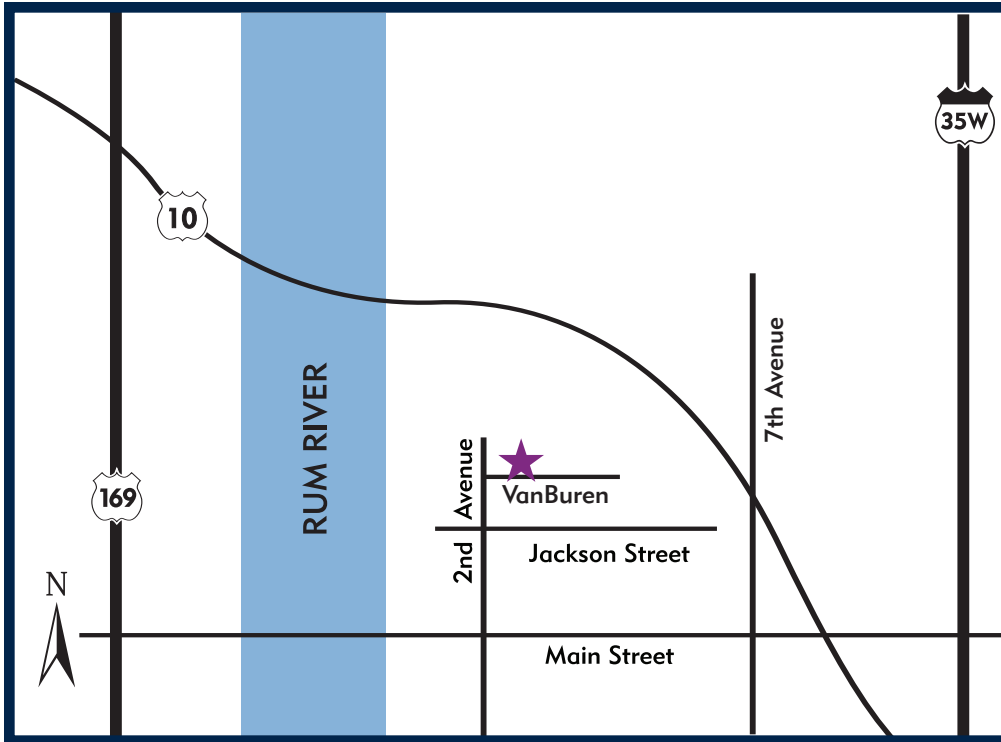 35W
10
7th Avenue
RUM RIVER
2nd Avenue
VanBuren
169
Jackson Street
N
Main Street